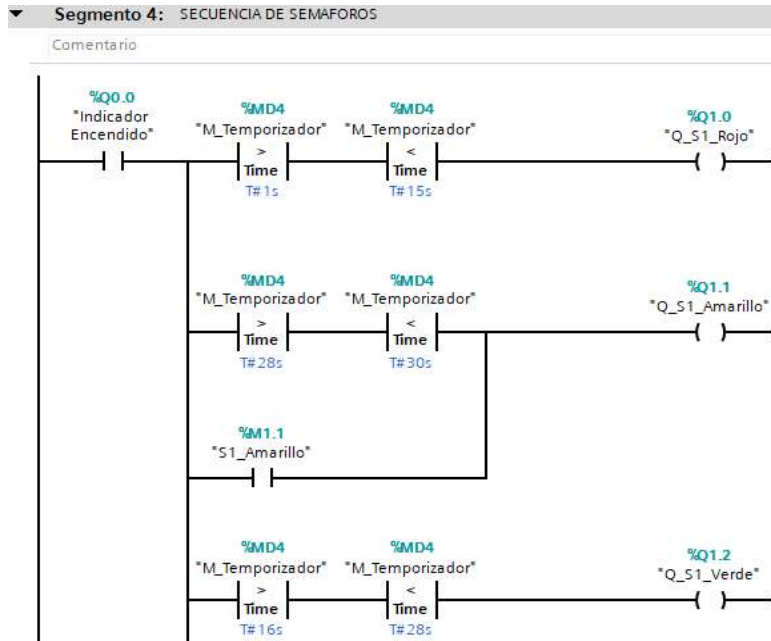 Segmento 4: SECUENCIA DE SEMAFOROS
Comentario
%Q0.0
"Indicador
Encendido"
%MD4
"M_Temporizador"
>
Time
T#1s
%MD4
"M_Temporizador"
<
Time
T#15s
%Q1.0
"Q_S1_Rojo"
%MD4
"M_Temporizador"
>
Time
T#28s
%MD4
"M_Temporizador"
<
Time
T#30s
%Q1.1
"Q_S1_Amarillo"
%M1.1
"S1_Amarillo"
%MD4
"M_Temporizador"
>
Time
T#16s
%MD4
"M_Temporizador"
<
Time
T#28s
%Q1.2
"Q_S1_Verde"